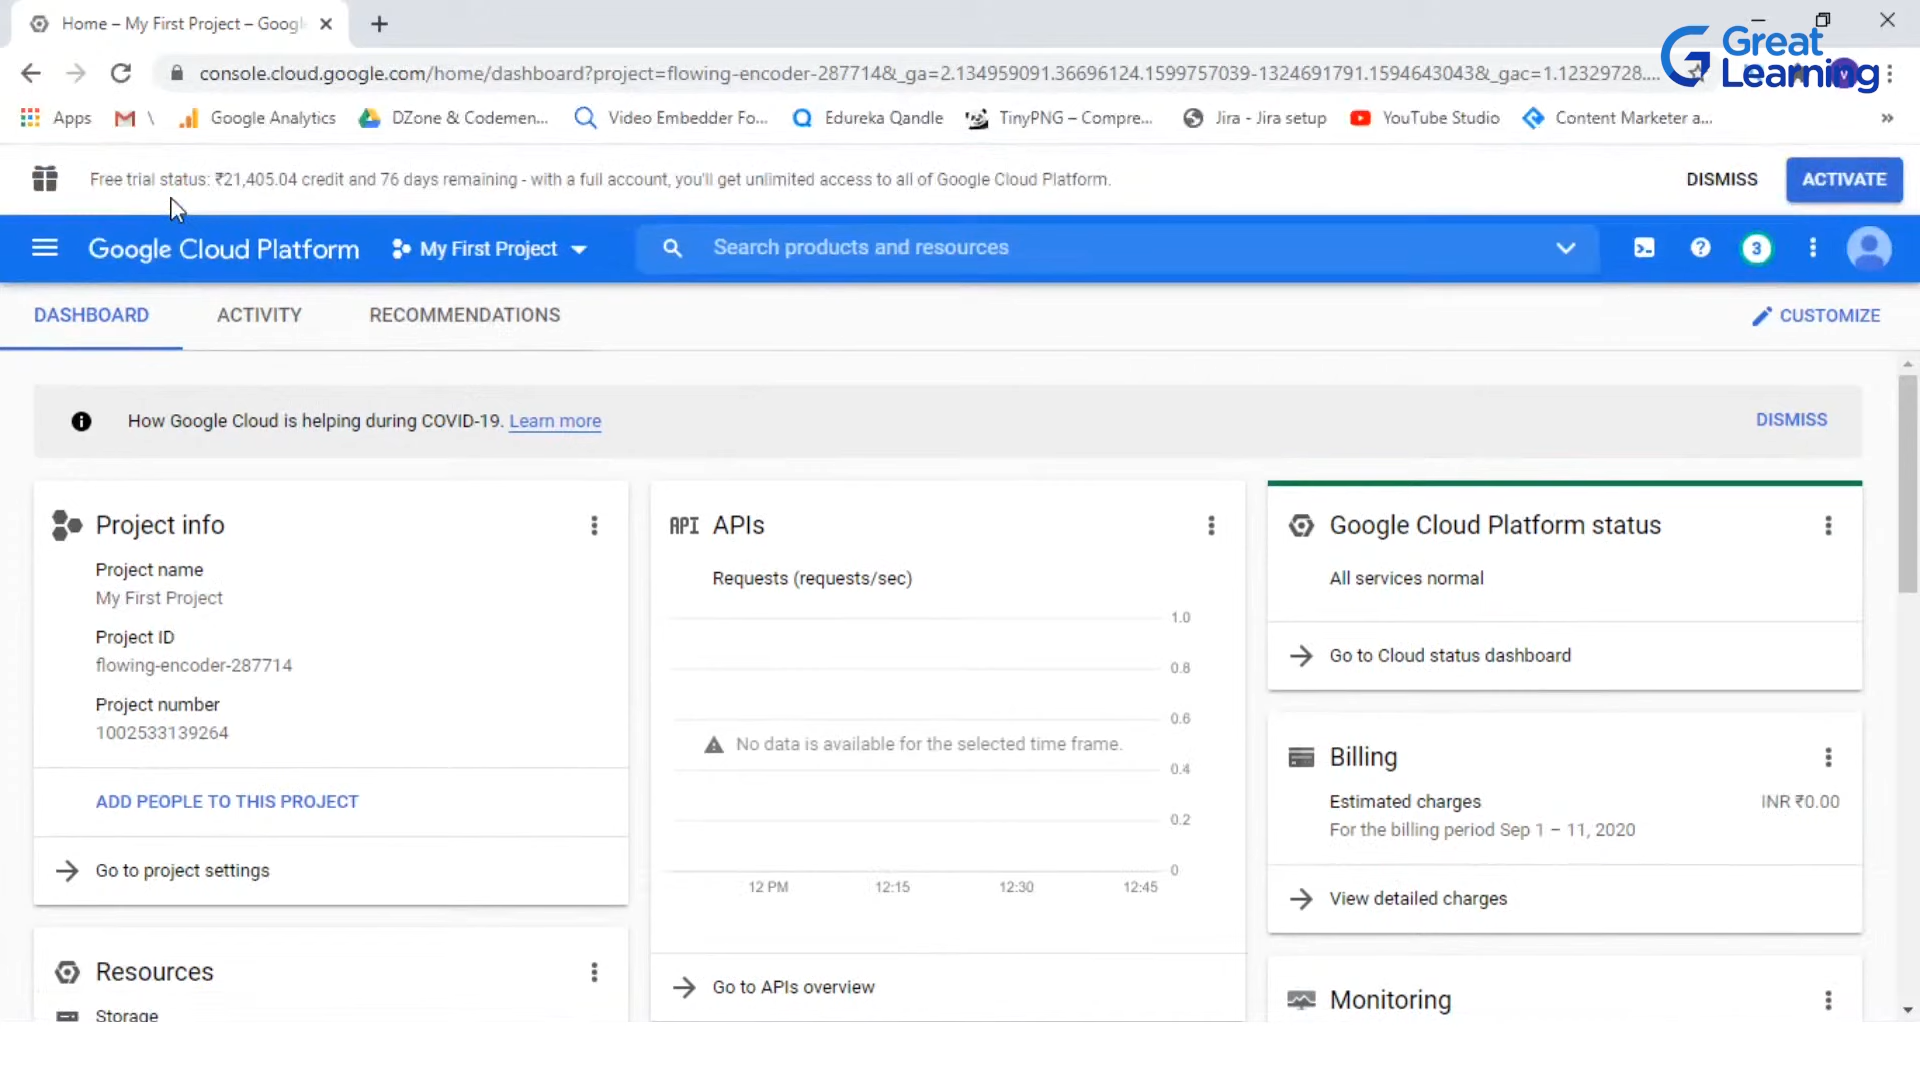 Home – My First Project – Googl
console.cloud.google.com/home/dashboard?project=flowing-encoder-287714&_ga=2.134959091.36696124.1599757039-1324691791.1594643043&_gac=1.12329728....
Great
Learning
V
Apps
\
Google Analytics
DZone & Codemen...
Video Embedder Fo...
Edureka Qandle
TinyPNG – Compre...
Jira - Jira setup
YouTube Studio
Content Marketer a...
»
Free trial status: ₹21,405.04 credit and 76 days remaining - with a full account, you'll get unlimited access to all of Google Cloud Platform.
DISMISS
ACTIVATE
Google Cloud Platform
My First Project
Search products and resources
3
DASHBOARD
ACTIVITY
RECOMMENDATIONS
CUSTOMIZE
How Google Cloud is helping during COVID-19. Learn more
DISMISS
Project info
Project name
My First Project
Project ID
flowing-encoder-287714
Project number
1002533139264
ADD PEOPLE TO THIS PROJECT
Go to project settings
Resources
Storage
API APIs
Requests (requests/sec)
1.0
0.8
0.6
No data is available for the selected time frame.
0.4
0.2
0
12 PM 12:15 12:30 12:45
Go to APIs overview
Google Cloud Platform status
All services normal
Go to Cloud status dashboard
Billing
Estimated charges INR ₹0.00
For the billing period Sep 1 – 11, 2020
View detailed charges
Monitoring